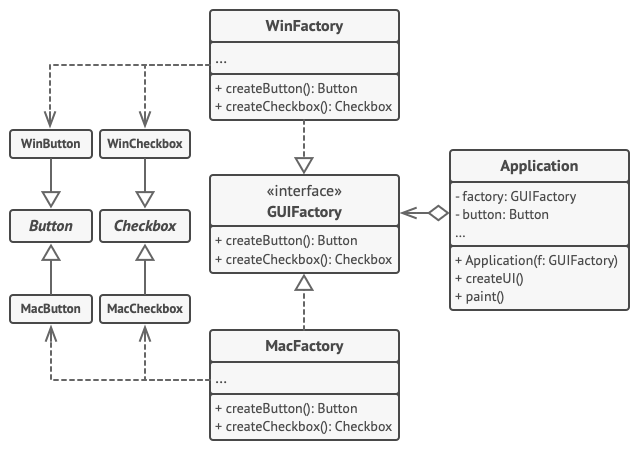 WinFactory
...
+ createButton(): Button
+ createCheckbox(): Checkbox
WinButton
WinCheckbox
Button
Checkbox
MacButton
MacCheckbox
«interface»
GUIFactory
+ createButton(): Button
+ createCheckbox(): Checkbox
Application
- factory: GUIFactory
- button: Button
...
+ Application(f: GUIFactory)
+ createUI()
+ paint()
MacFactory
...
+ createButton(): Button
+ createCheckbox(): Checkbox